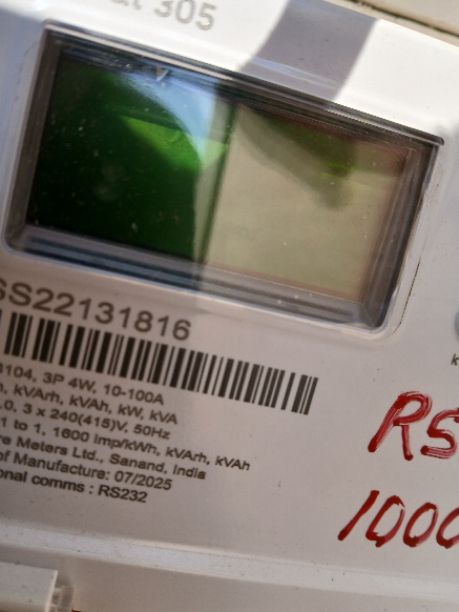 at 305
SS22131816
3104, 3P 4W, 10-100A
h, kVArh, kVAh, kW, kVA
.0, 3 x 240(415)V, 50Hz
1 to 1, 1600 Imp/kWh, kVArh, kVAh
re Meters Ltd., Sanand, India
of Manufacture: 07/2025
onal comms : RS232
k
RS
1000